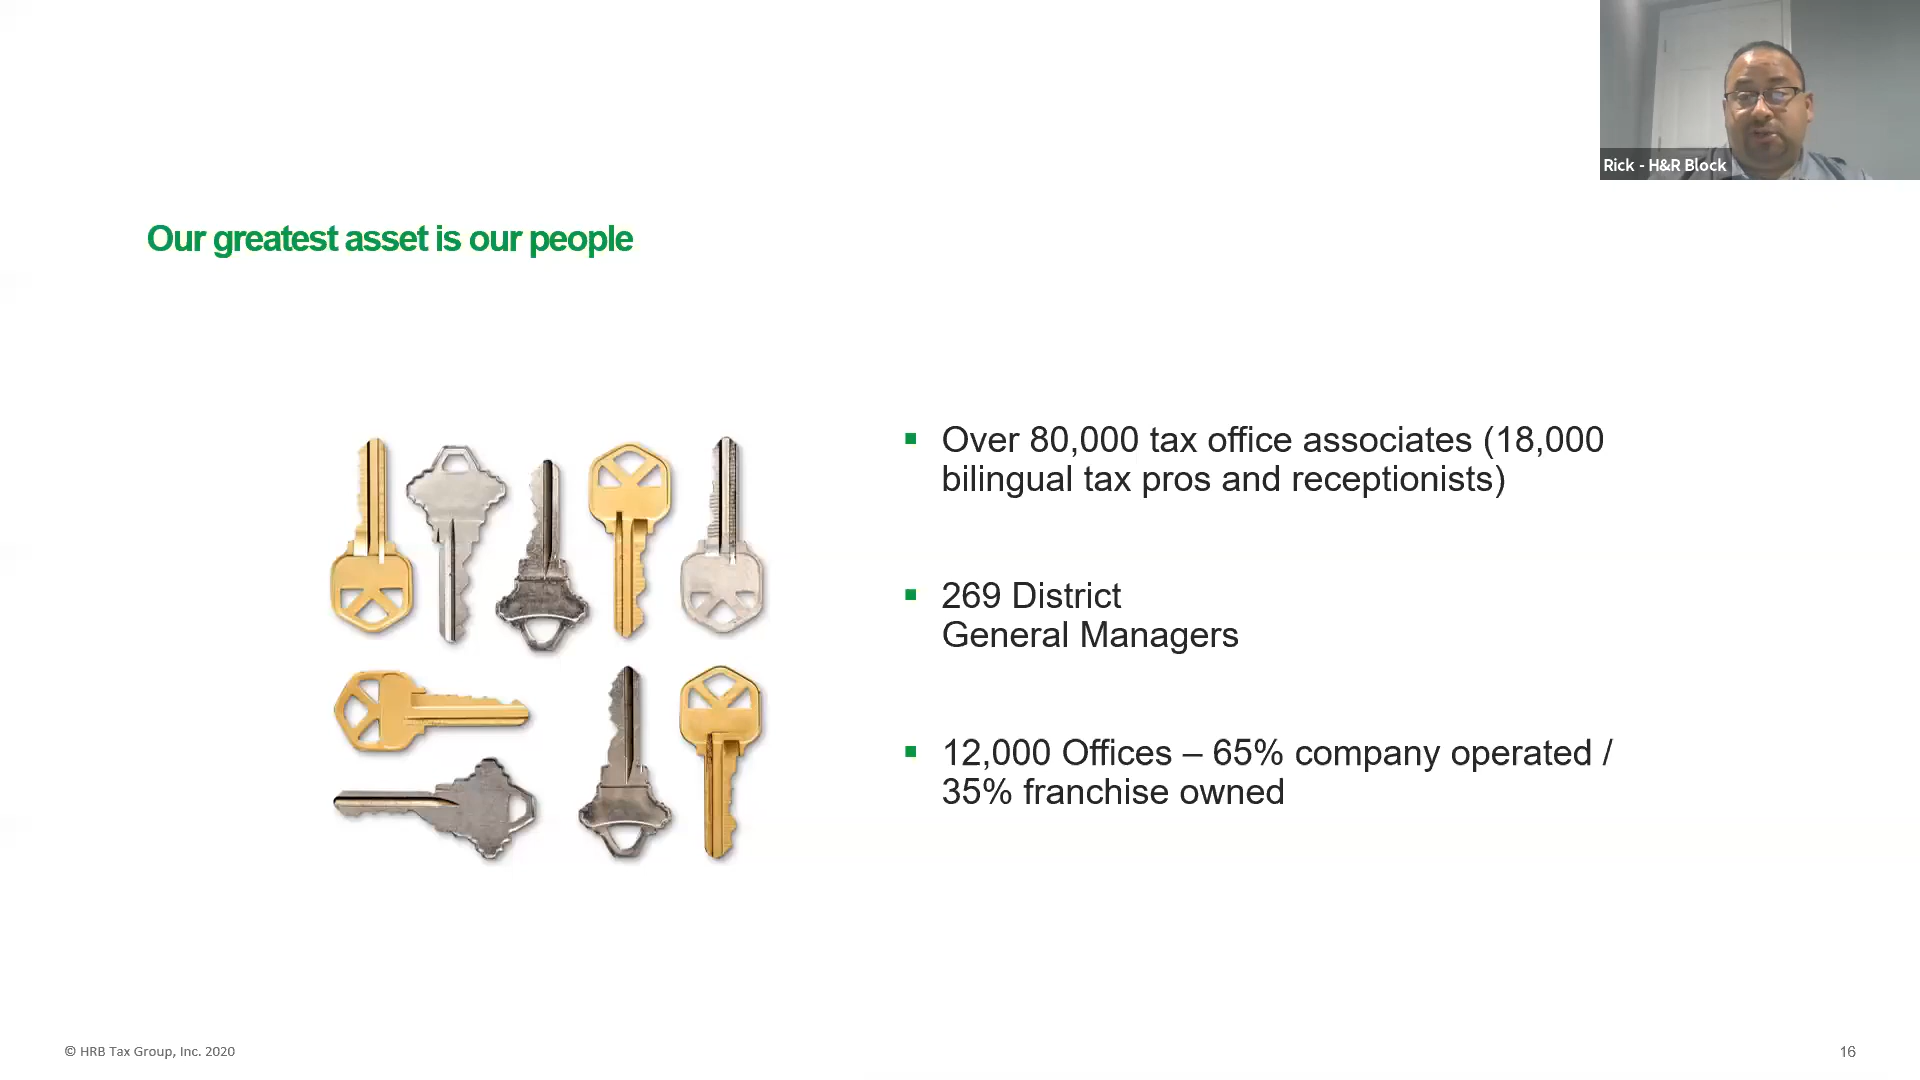 Rick - H&R Block
Our greatest asset is our people
Over 80,000 tax office associates (18,000
bilingual tax pros and receptionists)
269 District
General Managers
12,000 Offices – 65% company operated /
35% franchise owned
© HRB Tax Group, Inc. 2020
16